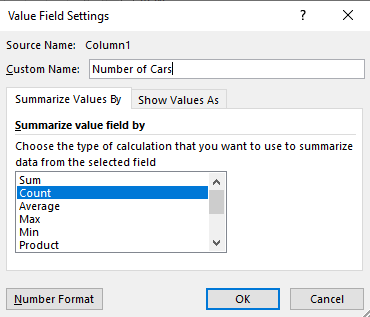 Value Field Settings ? ×
Source Name: Column1
Custom Name: Number of Cars
Summarize Values By Show Values As
Summarize value field by
Choose the type of calculation that you want to use to summarize
data from the selected field
Sum
Count
Average
Max
Min
Product
Number Format OK Cancel